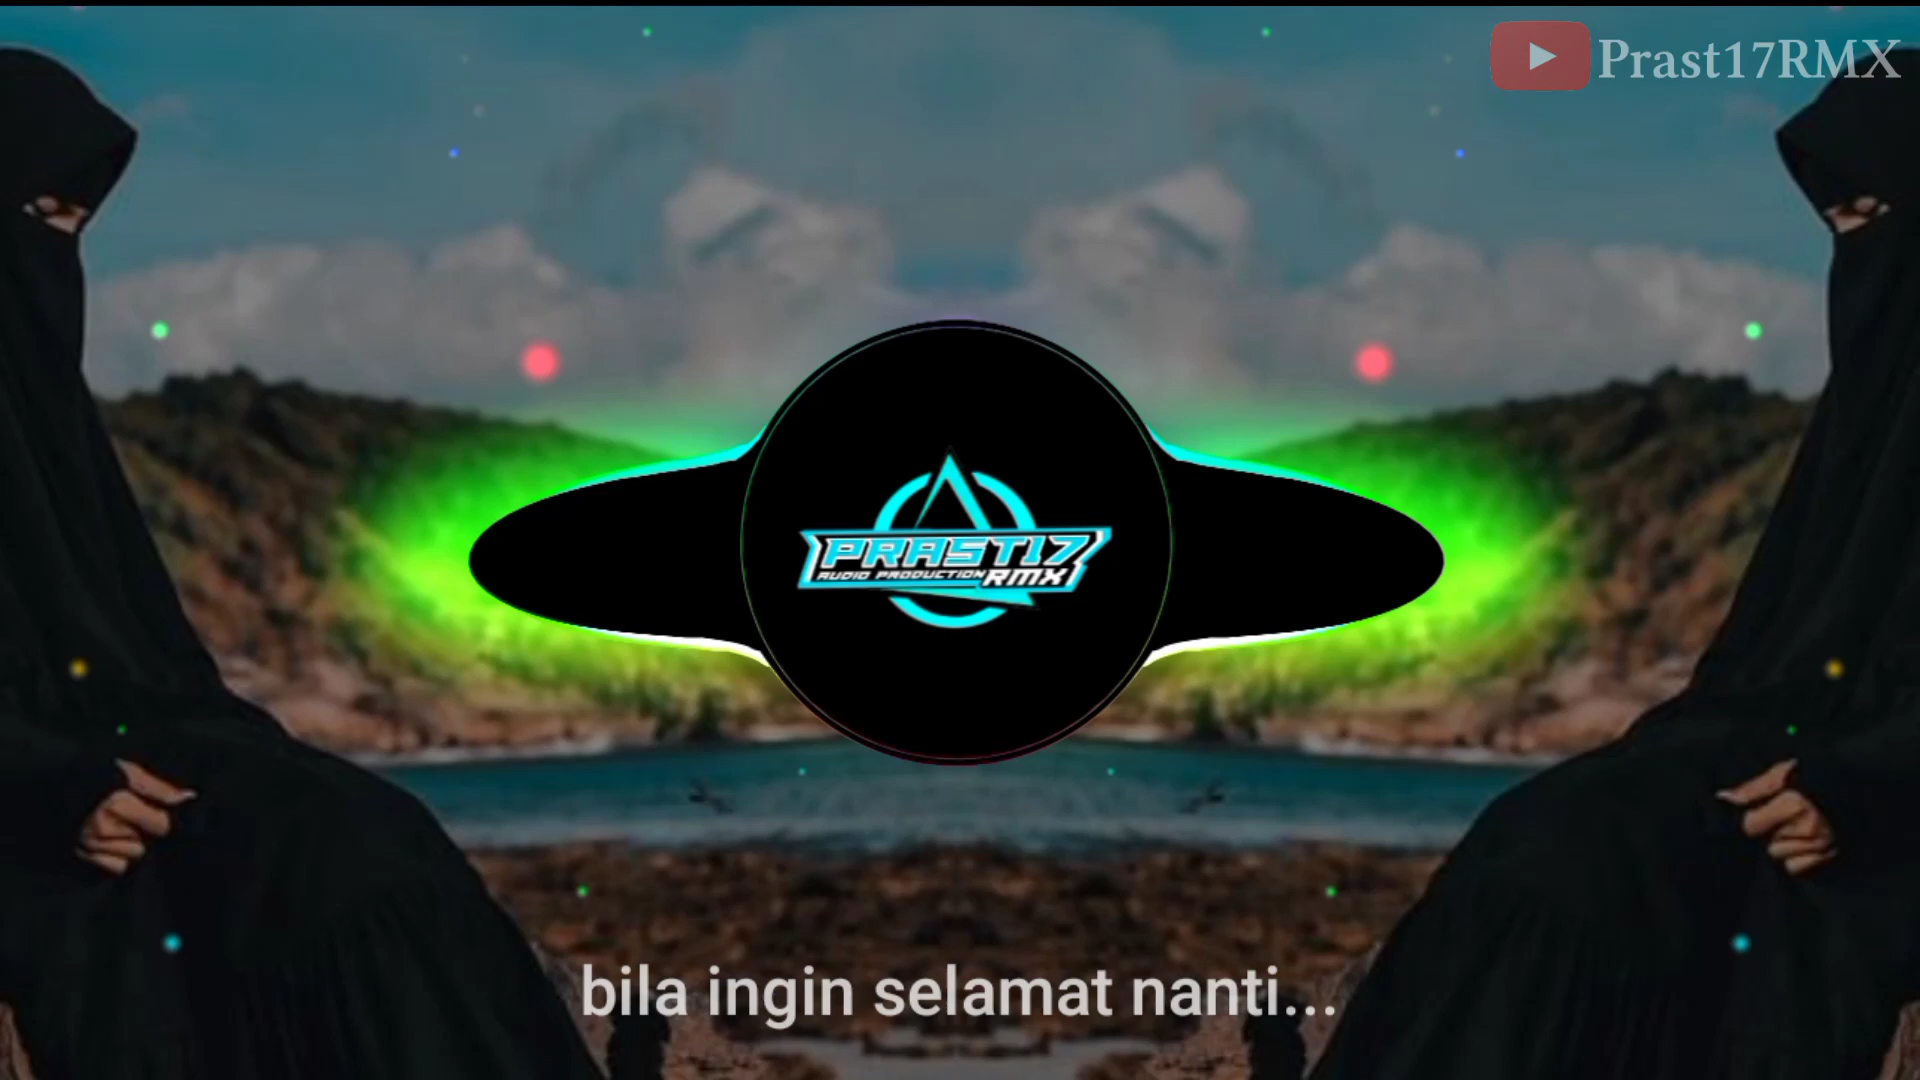 Prast17RMX
PRAST17
AUDIO PRODUCTION RMX
bila ingin selamat nanti...